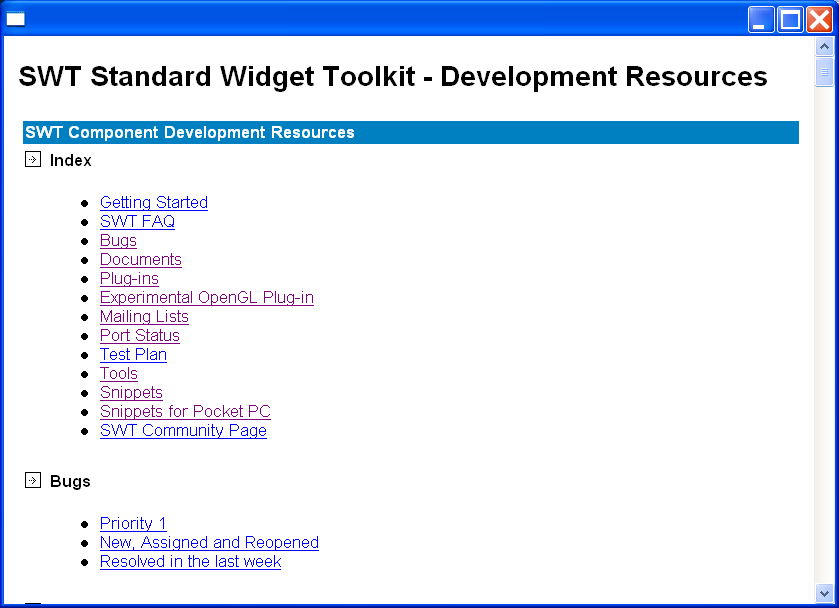 SWT Standard Widget Toolkit - Development Resources
SWT Component Development Resources
Index
Getting Started
SWT FAQ
Bugs
Documents
Plug-ins
Experimental OpenGL Plug-in
Mailing Lists
Port Status
Test Plan
Tools
Snippets
Snippets for Pocket PC
SWT Community Page
Bugs
Priority 1
New, Assigned and Reopened
Resolved in the last week